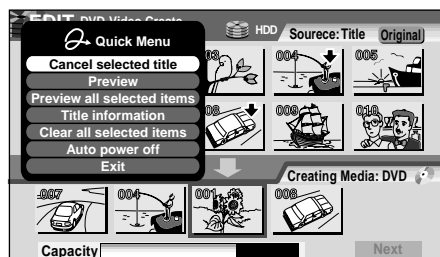 EDIT DVD-Video Create
HDD Sourece: Title Original
Quick Menu
Cancel selected title
Preview
Preview all selected items
Title information
Clear all selected items
Auto power off
Exit
003 004 005
008 009 010
Creating Media: DVD
007 004 001 008
Capacity
Next